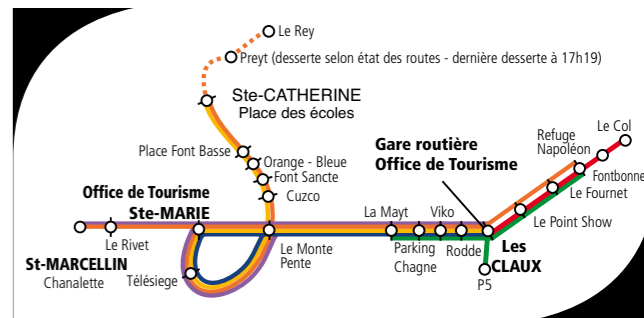 Le Rey
Preyt (desserte selon état des routes - dernière desserte à 17h19)
Ste-CATHERINE
Place des écoles
Place Font Basse
Orange - Bleue
Font Sancte
Cuzco
Office de Tourisme
Ste-MARIE
Le Rivet
St-MARCELLIN
Chanalette
Télésiege
Le Monte
Pente
Gare routière
Office de Tourisme
La Mayt
Viko
Parking
Chagne
Rodde
Les
CLAUX
P5
Le Col
Refuge
Napoléon
Fontbonne
Le Fournet
Le Point Show